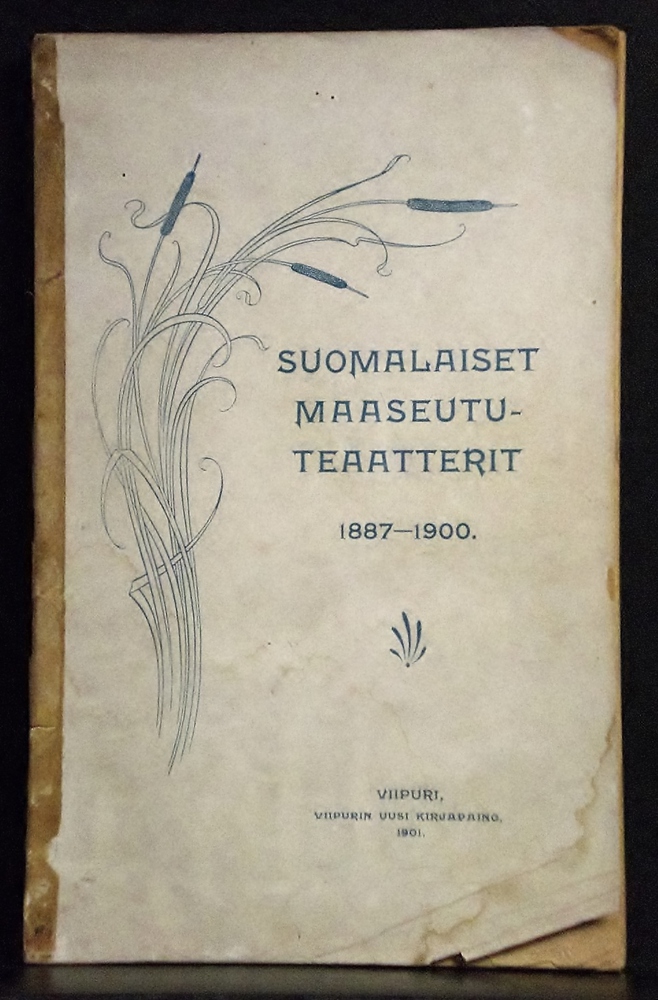 SUOMALAISET
MAASEUTU-
TEAATTERIT
1887—1900.
VIIPURI,
VIIPURIN UUSI KIRJAPAINO,
1901.